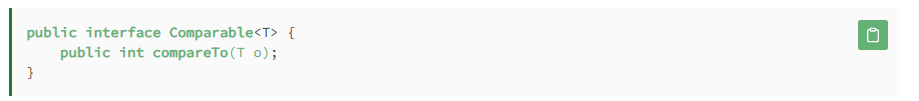 public interface Comparable<T> {
    public int compareTo(T o);
}